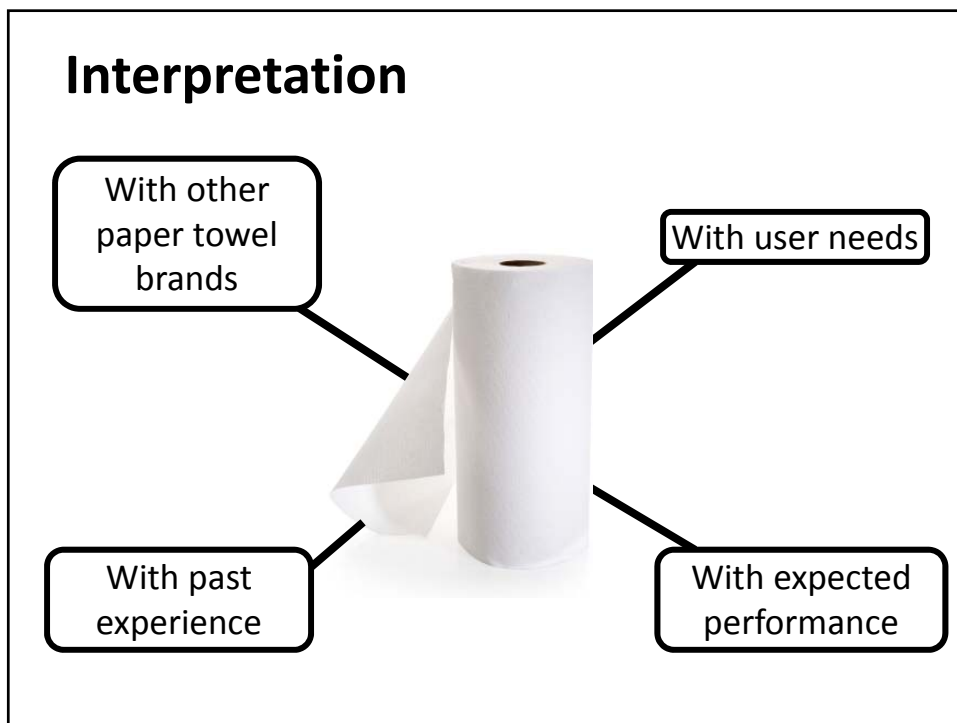 Interpretation
With other
paper towel
brands
With user needs
With past
experience
With expected
performance